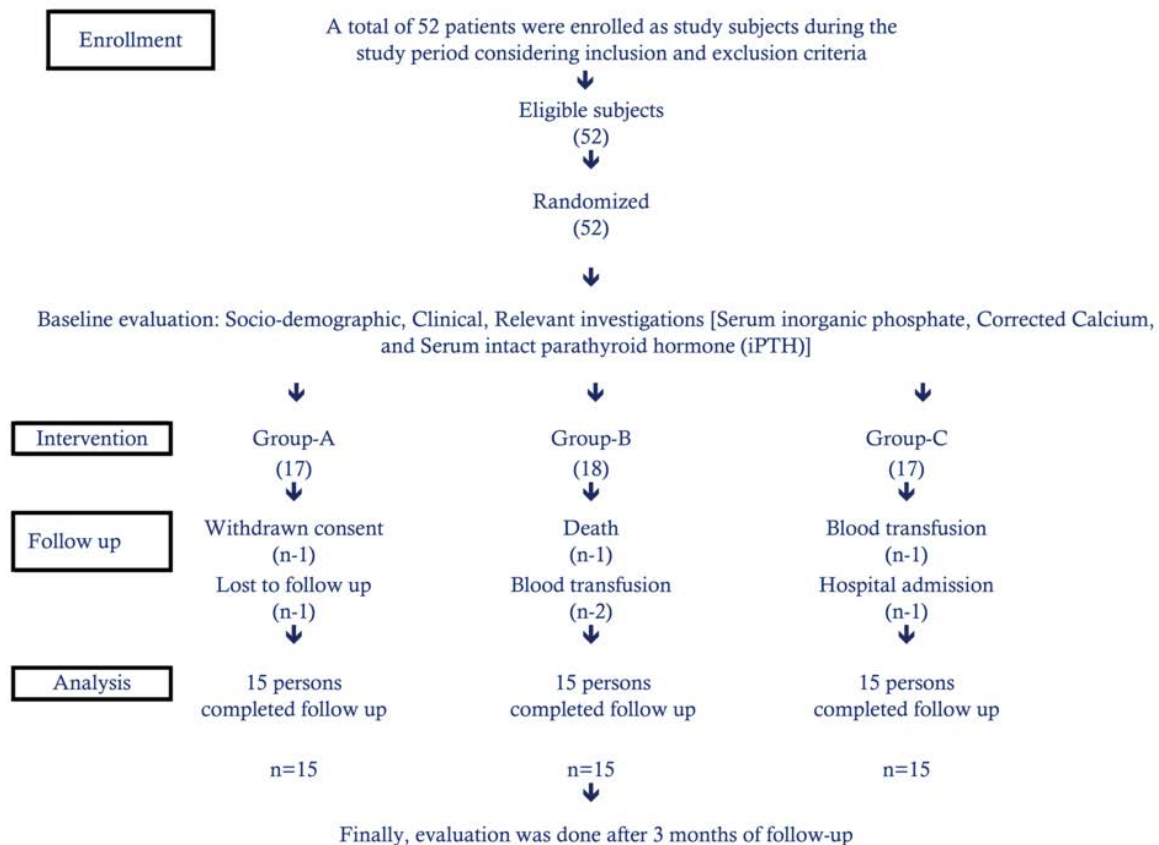 Enrollment
A total of 52 patients were enrolled as study subjects during the
study period considering inclusion and exclusion criteria
Eligible subjects
(52)
Randomized
(52)
Baseline evaluation: Socio-demographic, Clinical, Relevant investigations [Serum inorganic phosphate, Corrected Calcium,
and Serum intact parathyroid hormone (iPTH)]
Intervention
Group-A
(17)
Group-B
(18)
Group-C
(17)
Follow up
Withdrawn consent
(n-1)
Lost to follow up
(n-1)
Death
(n-1)
Blood transfusion
(n-2)
Blood transfusion
(n-1)
Hospital admission
(n-1)
Analysis
15 persons
completed follow up
n=15
15 persons
completed follow up
n=15
15 persons
completed follow up
n=15
Finally, evaluation was done after 3 months of follow-up